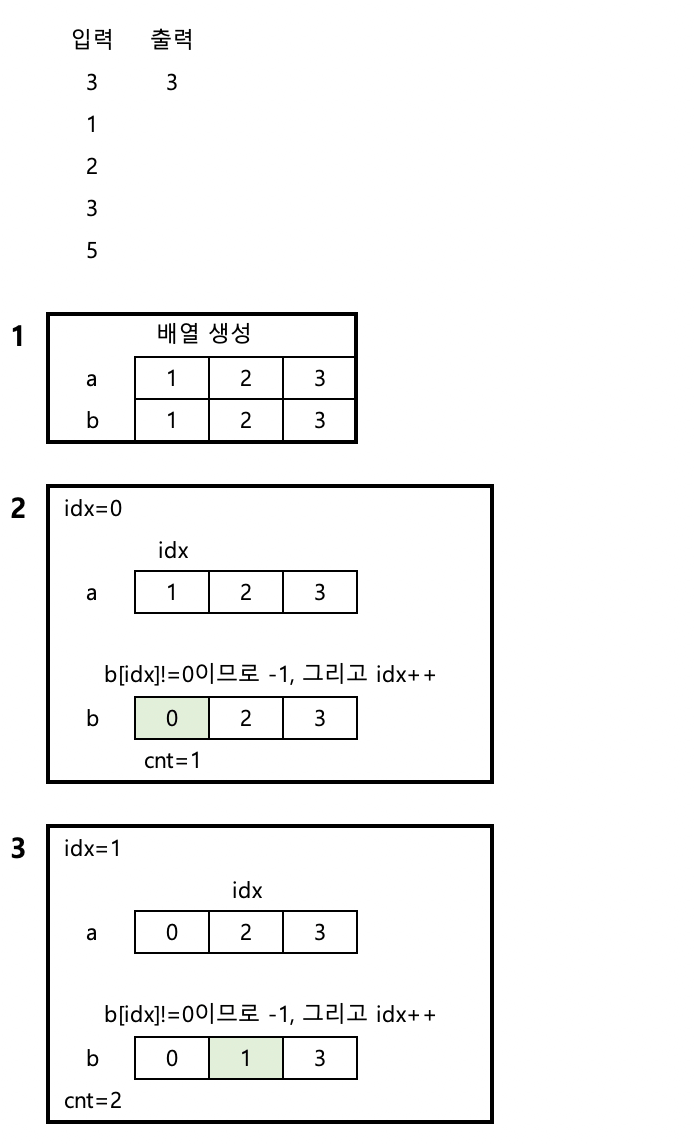 입력 출력
3 3
1
2
3
5
1 배열 생성
a 1 2 3
b 1 2 3
2 idx=0
idx
a 1 2 3
b[idx]!=0이므로 -1, 그리고 idx++
b 0 2 3
cnt=1
3 idx=1
idx
a 0 2 3
b[idx]!=0이므로 -1, 그리고 idx++
b 0 1 3
cnt=2